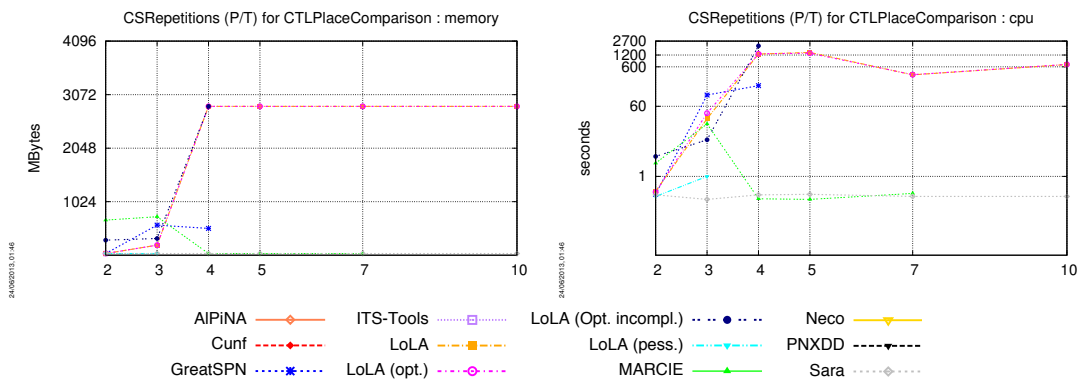 CSRepetitions (P/T) for CTLPlaceComparison : memory
4096
3072
2048
1024
MBytes
2 3 4 5 7 10
24/06/2013, 01:46
CSRepetitions (P/T) for CTLPlaceComparison : cpu
2700
1200
600
60
1
seconds
2 3 4 5 7 10
24/06/2013, 01:46
AlPiNA
Cunf
GreatSPN
ITS-Tools
LoLA
LoLA (opt.)
LoLA (Opt. incompl.)
LoLA (pess.)
MARCIE
Neco
PNXDD
Sara